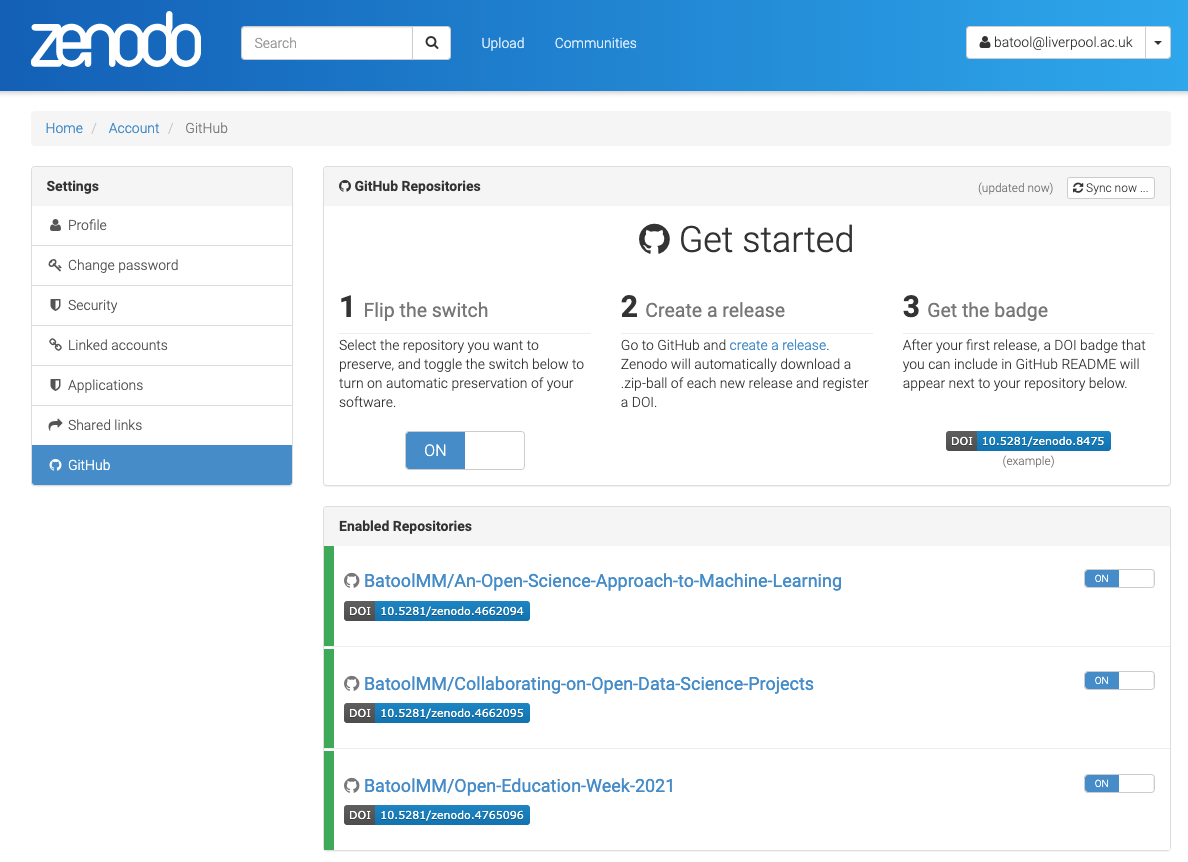 zenodo
Search
Upload
Communities
batool@liverpool.ac.uk
Home / Account / GitHub
Settings
Profile
Change password
Security
Linked accounts
Applications
Shared links
GitHub
GitHub Repositories
(updated now)
Sync now ...
Get started
1 Flip the switch
Select the repository you want to
preserve, and toggle the switch below to
turn on automatic preservation of your
software.
ON
2 Create a release
Go to GitHub and create a release.
Zenodo will automatically download a
.zip-ball of each new release and register
a DOI.
3 Get the badge
After your first release, a DOI badge that
you can include in GitHub README will
appear next to your repository below.
DOI 10.5281/zenodo.8475
(example)
Enabled Repositories
BatoolMM/An-Open-Science-Approach-to-Machine-Learning
ON
DOI 10.5281/zenodo.4662094
BatoolMM/Collaborating-on-Open-Data-Science-Projects
ON
DOI 10.5281/zenodo.4662095
BatoolMM/Open-Education-Week-2021
ON
DOI 10.5281/zenodo.4765096